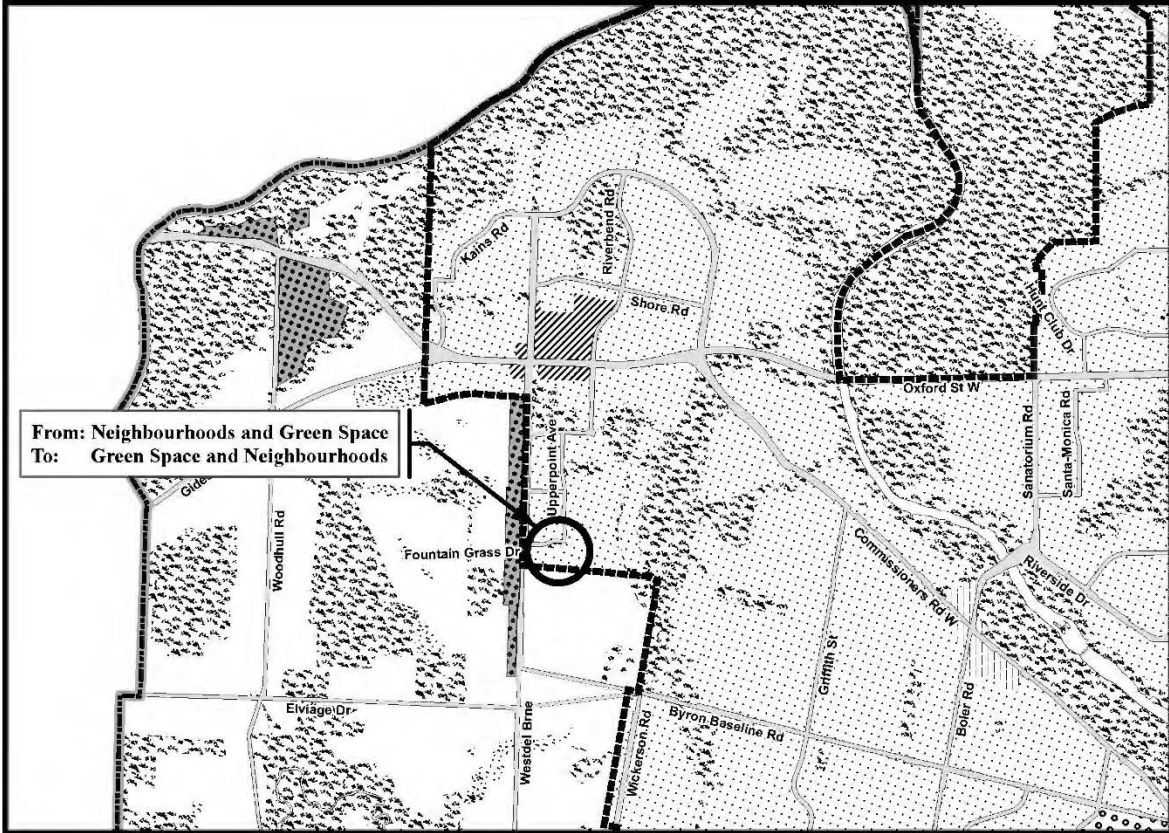 Kains Rd
Riverbend Rd
Shore Rd
Hunt Club Dr
Oxford St W
From: Neighbourhoods and Green Space
To: Green Space and Neighbourhoods
Upperpoint Ave
Sanatorium Rd
Santa-Monica Rd
Woodhull Rd
Fountain Grass Dr
Commissioners Rd W
Riverside Dr
Griffith St
Boler Rd
Elviage Dr
Westdel Brne
Wickerson Rd
Byron Baseline Rd